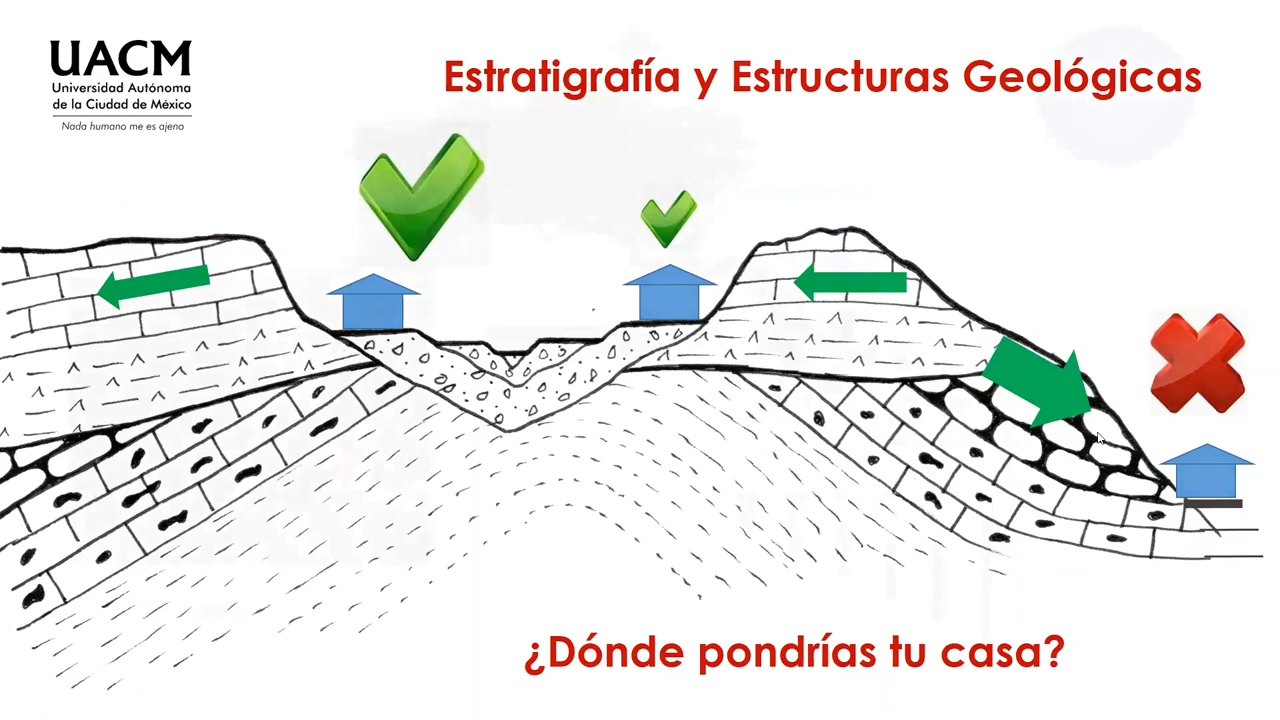 UACM
Universidad Autónoma
de la Ciudad de México
Nada humano me es ajeno
Estratigrafía y Estructuras Geológicas
¿Dónde pondrías tu casa?